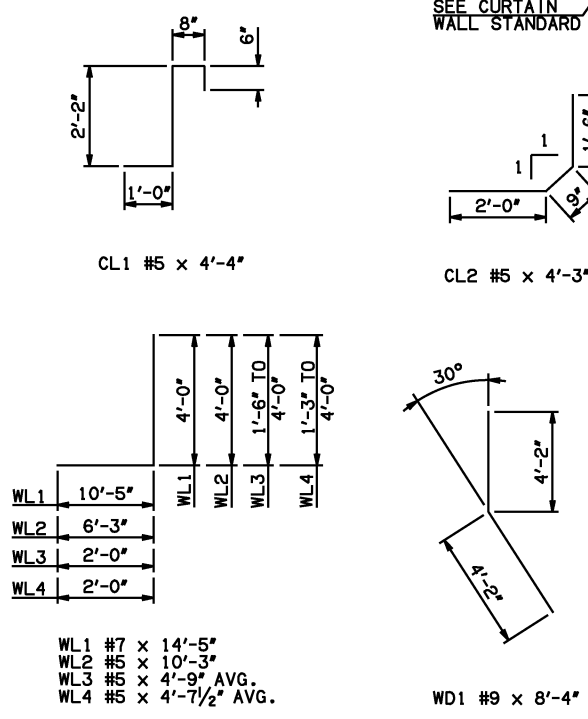 SEE CURTAIN
WALL STANDARD
8"
6"
2'-2"
1'-0"
CL1 #5 x 4'-4"
1
1
2'-0"
9"
CL2 #5 x 4'-3"
4'-0"
4'-0"
1'-6" TO
4'-0"
1'-3" TO
4'-0"
WL1
WL2
WL3
WL4
WL1 10'-5"
WL2 6'-3"
WL3 2'-0"
WL4 2'-0"
WL1 #7 x 14'-5"
WL2 #5 x 10'-3"
WL3 #5 x 4'-9" AVG.
WL4 #5 x 4'-7½" AVG.
30°
4'-2"
4'-2"
WD1 #9 x 8'-4"